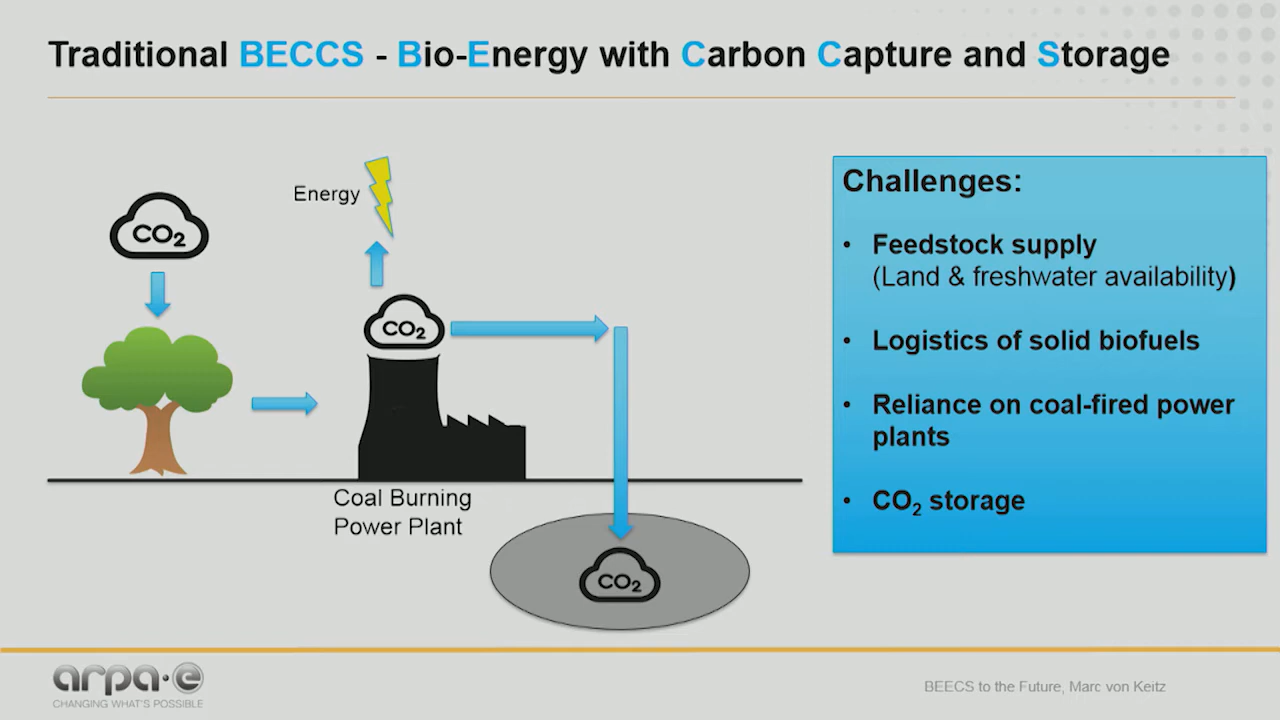 Traditional BECCS - Bio-Energy with Carbon Capture and Storage
Energy
CO2
CO2
Coal Burning
Power Plant
CO2
Challenges:
• Feedstock supply
(Land & freshwater availability)
• Logistics of solid biofuels
• Reliance on coal-fired power
plants
• CO2 storage
arpa·e
CHANGING WHAT'S POSSIBLE
BEECS to the Future, Marc von Keitz